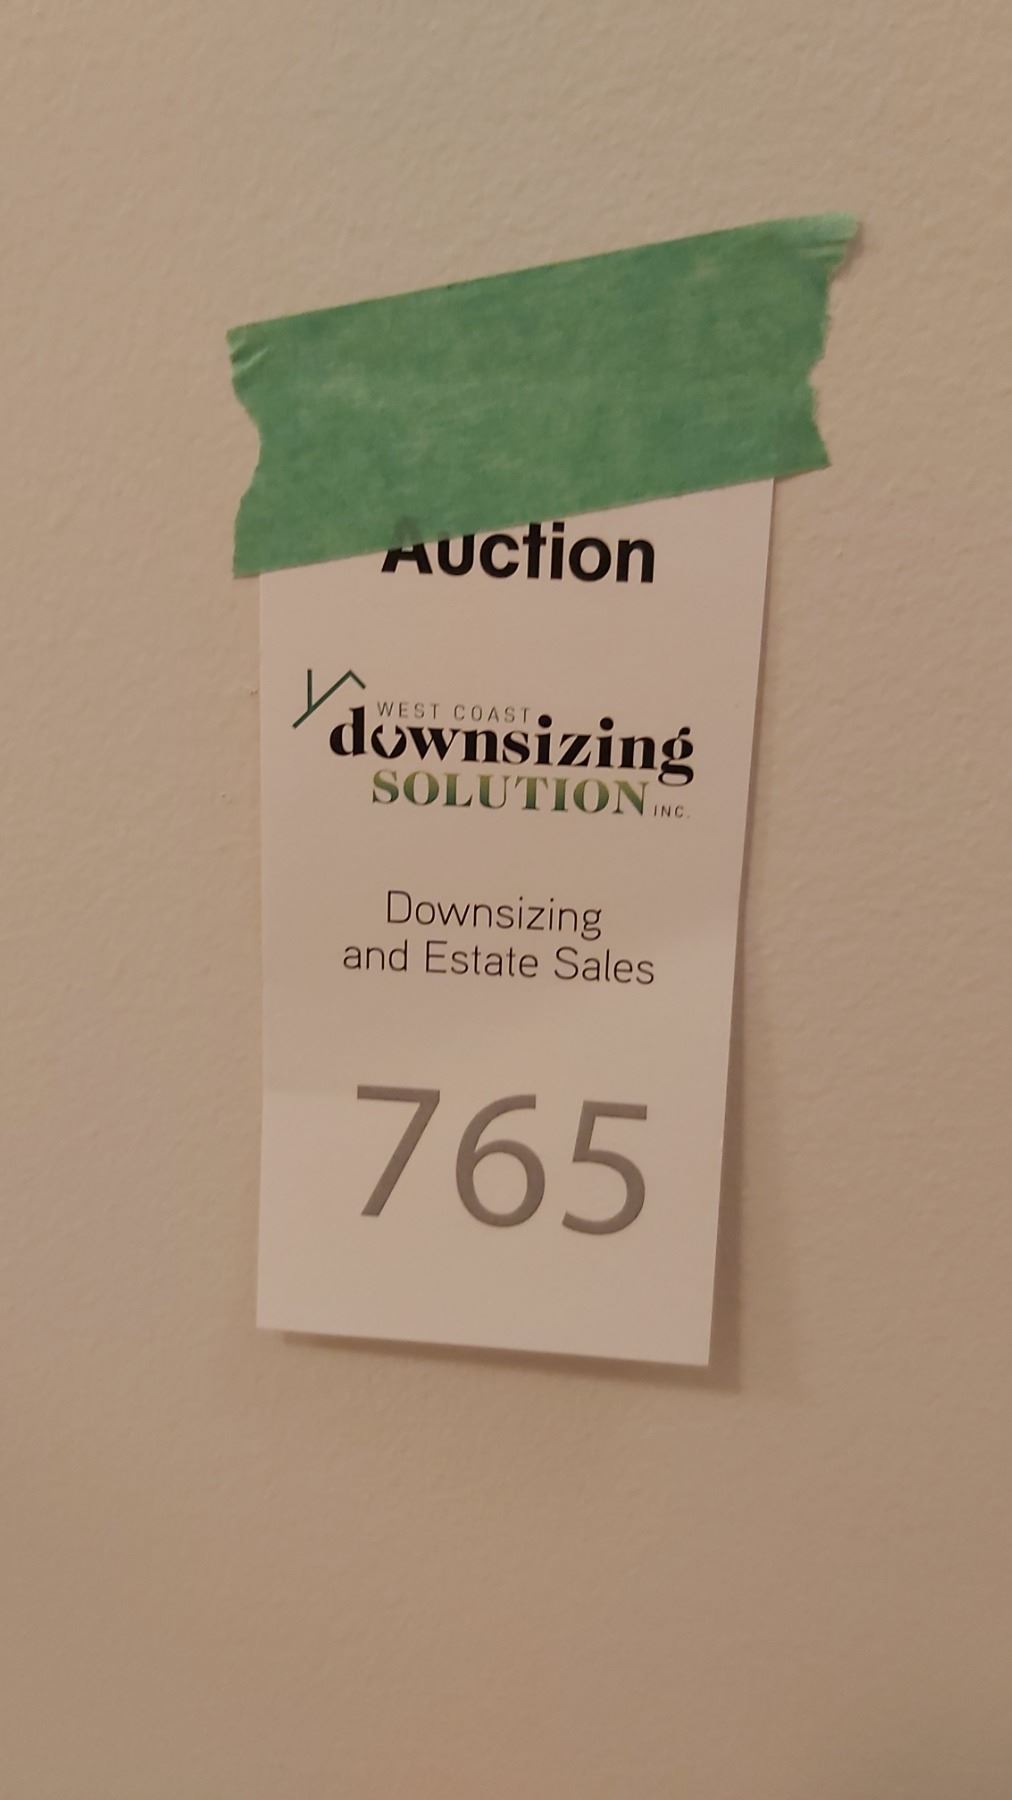 Auction
WEST COAST
downsizing
SOLUTION INC.
Downsizing
and Estate Sales
765